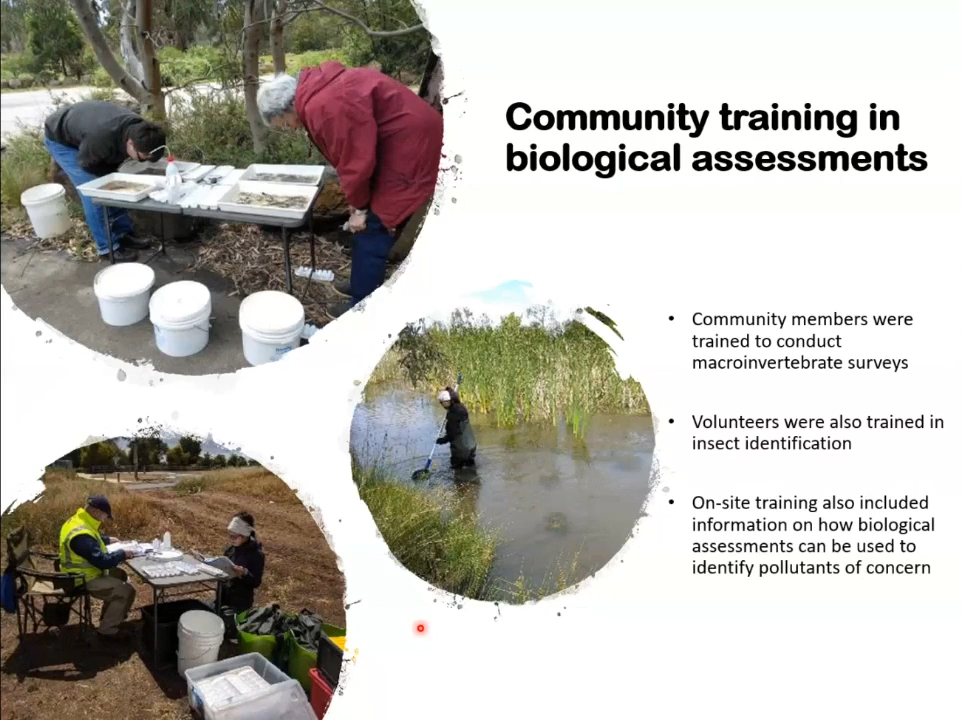 Community training in
biological assessments
• Community members were
trained to conduct
macroinvertebrate surveys
• Volunteers were also trained in
insect identification
• On-site training also included
information on how biological
assessments can be used to
identify pollutants of concern